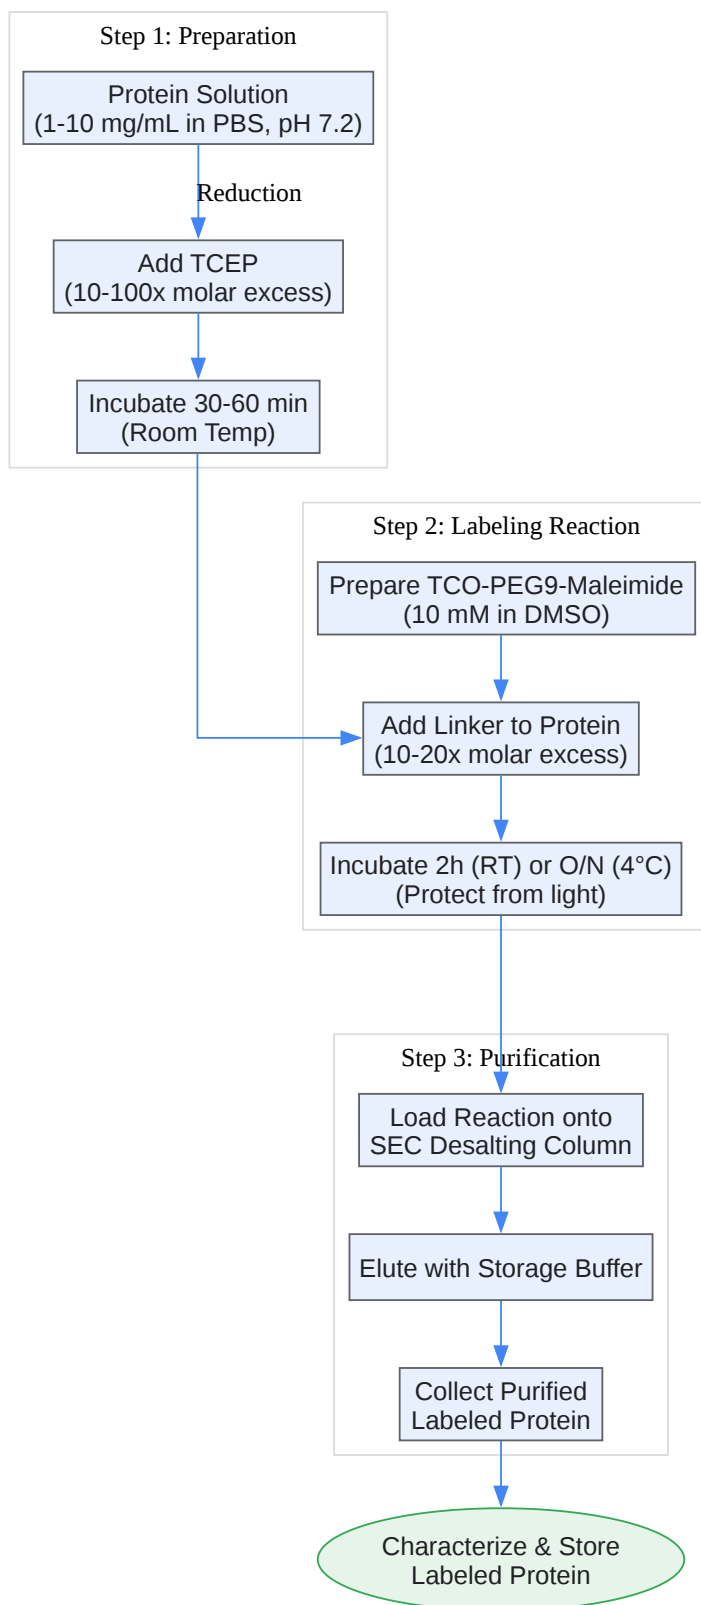 Step 1: Preparation
Protein Solution
(1-10 mg/mL in PBS, pH 7.2)
Reduction
Add TCEP
(10-100x molar excess)
Incubate 30-60 min
(Room Temp)
Step 2: Labeling Reaction
Prepare TCO-PEG9-Maleimide
(10 mM in DMSO)
Add Linker to Protein
(10-20x molar excess)
Incubate 2h (RT) or O/N (4°C)
(Protect from light)
Step 3: Purification
Load Reaction onto
SEC Desalting Column
Elute with Storage Buffer
Collect Purified
Labeled Protein
Characterize & Store
Labeled Protein